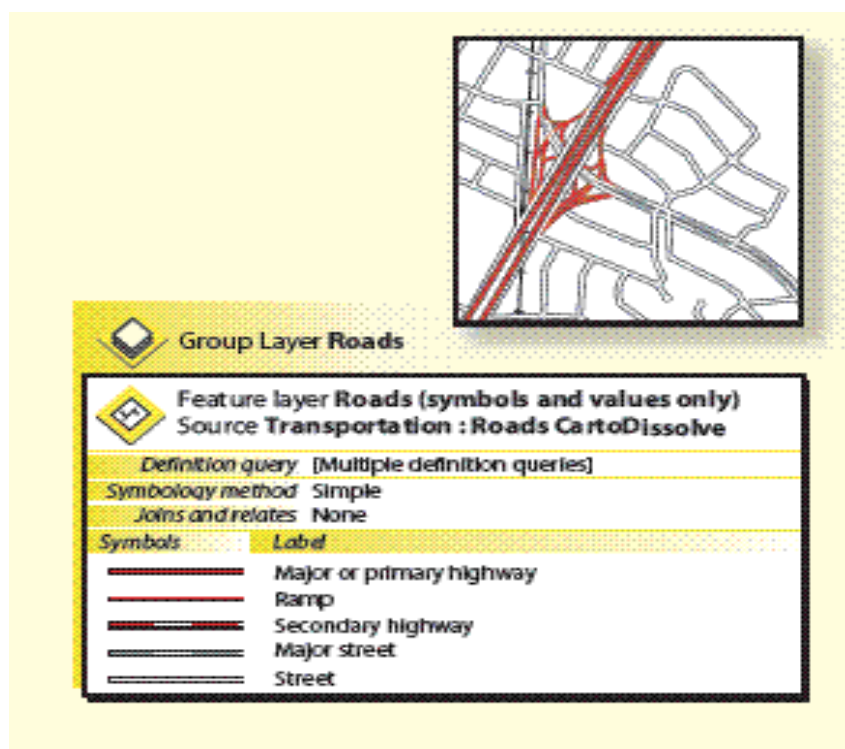 Group Layer Roads
Feature layer Roads (symbols and values only)
Source Transportation : Roads CartoDissolve
Definition query [Multiple definition queries]
Symbology method Simple
Joins and relates None
Symbols Label
Major or primary highway
Ramp
Secondary highway
Major street
Street